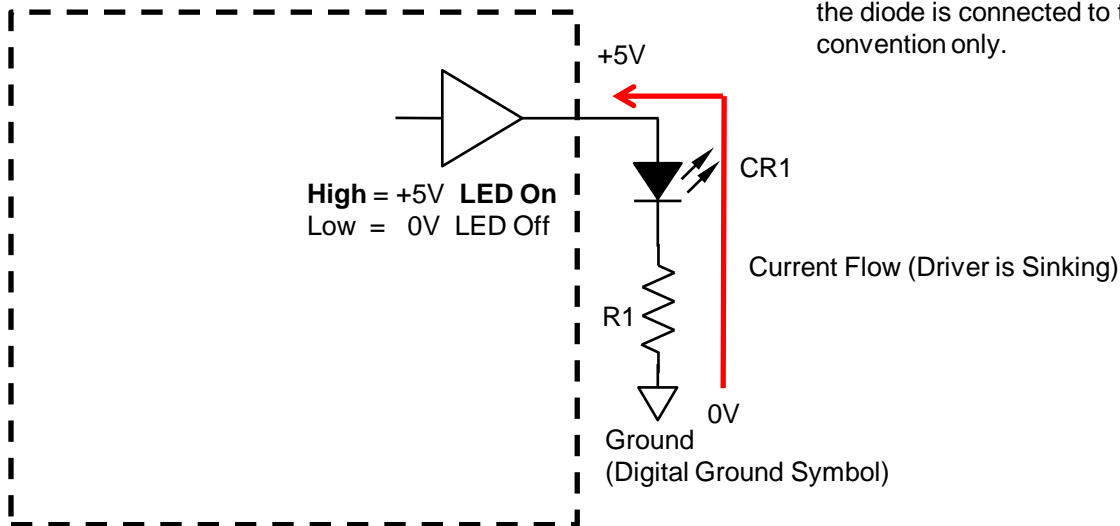 the diode is connected to t
convention only.
+5V
CR1
High = +5V LED On
Low = 0V LED Off
Current Flow (Driver is Sinking)
R1
0V
Ground
(Digital Ground Symbol)